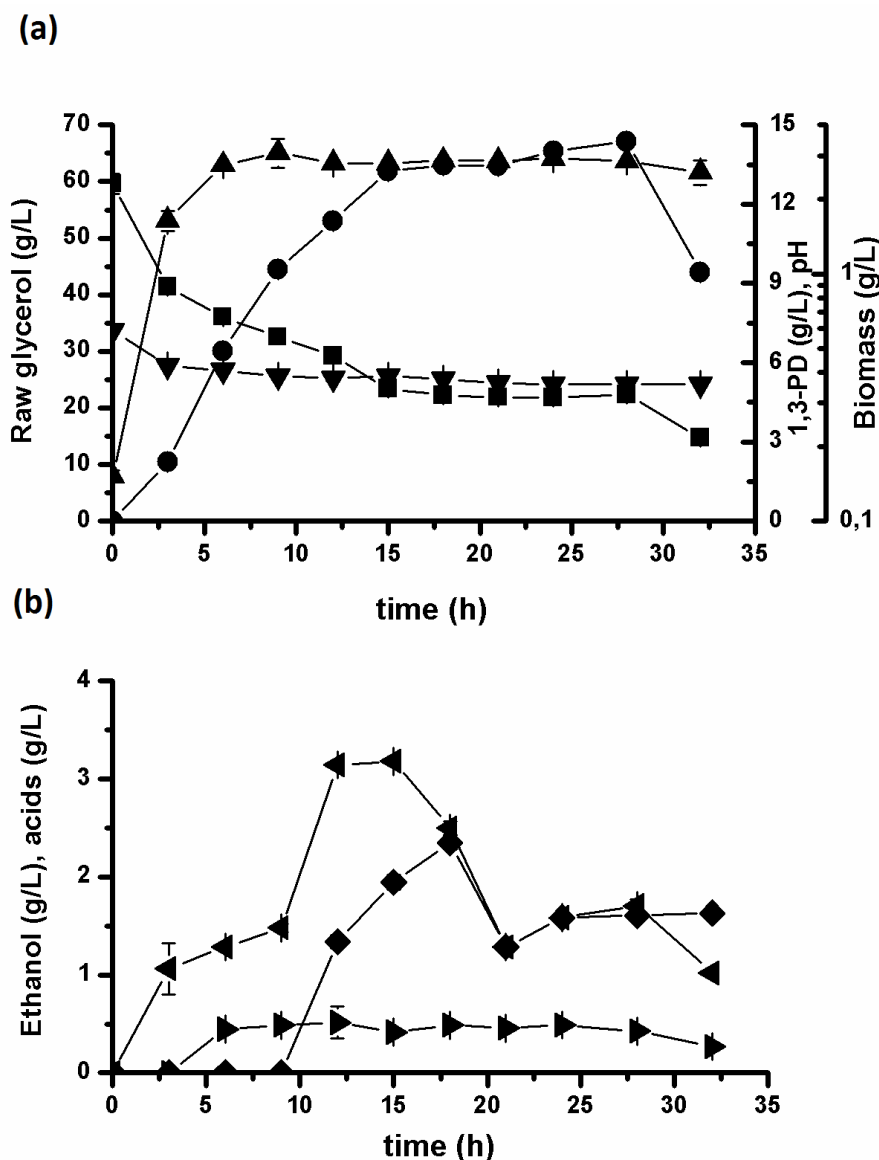 (a)
70
60
50
40
30
20
10
0
Raw glycerol (g/L)
15
12
9
6
3
0
1,3-PD (g/L), pH
1
0,1
Biomass (g/L)
0 5 10 15 20 25 30 35
time (h)
(b)
4
3
2
1
0
Ethanol (g/L), acids (g/L)
0 5 10 15 20 25 30 35
time (h)